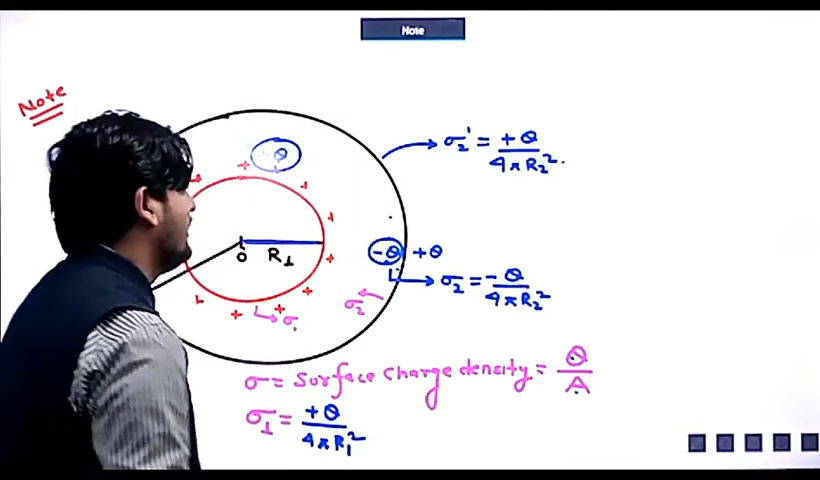 Note
Note
+Q
σ₂' = +Q / 4πR₂²
O R₁
-Q +Q
σ₂ = -Q / 4πR₂²
σ₂
σ₁
σ = Surface charge density = Q / A
σ₁ = +Q / 4πR₁²